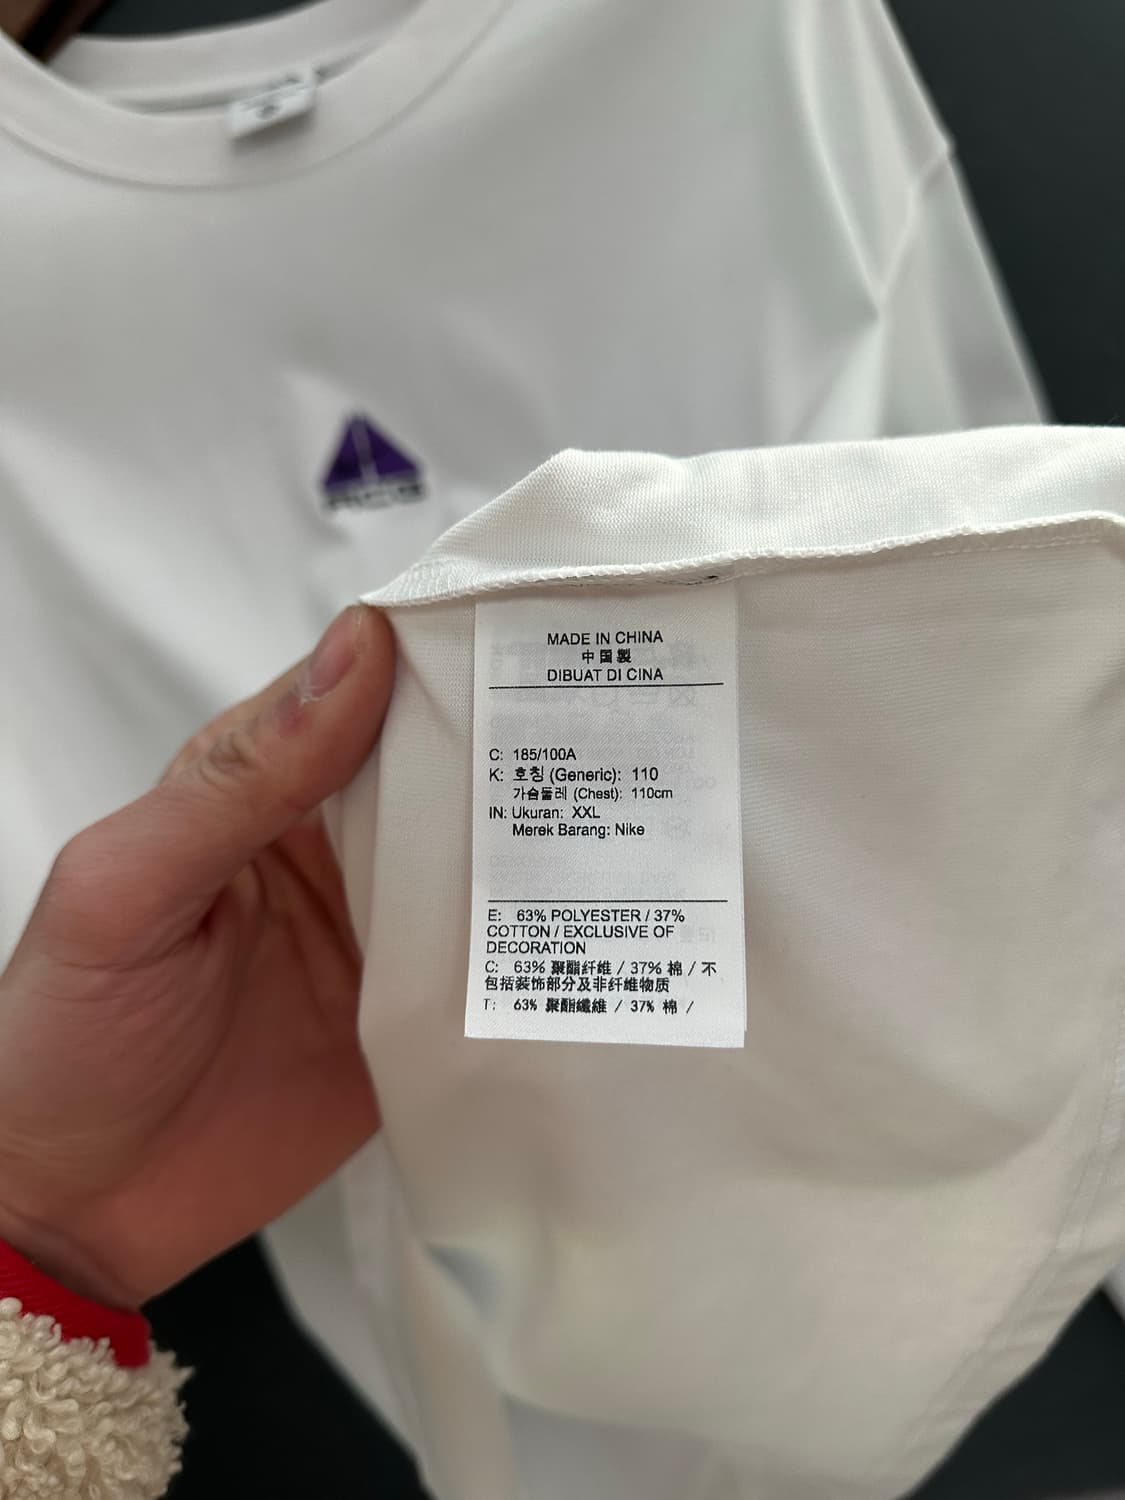 ACG
MADE IN CHINA
中国製
DIBUAT DI CINA
C: 185/100A
K: 호칭 (Generic): 110
가슴둘레 (Chest): 110cm
IN: Ukuran: XXL
Merek Barang: Nike
E: 63% POLYESTER / 37%
COTTON / EXCLUSIVE OF
DECORATION
C: 63% 聚酯纤维 / 37% 棉 / 不
包括装饰部分及非纤维物质
T: 63% 聚酯纖維 / 37% 棉 /